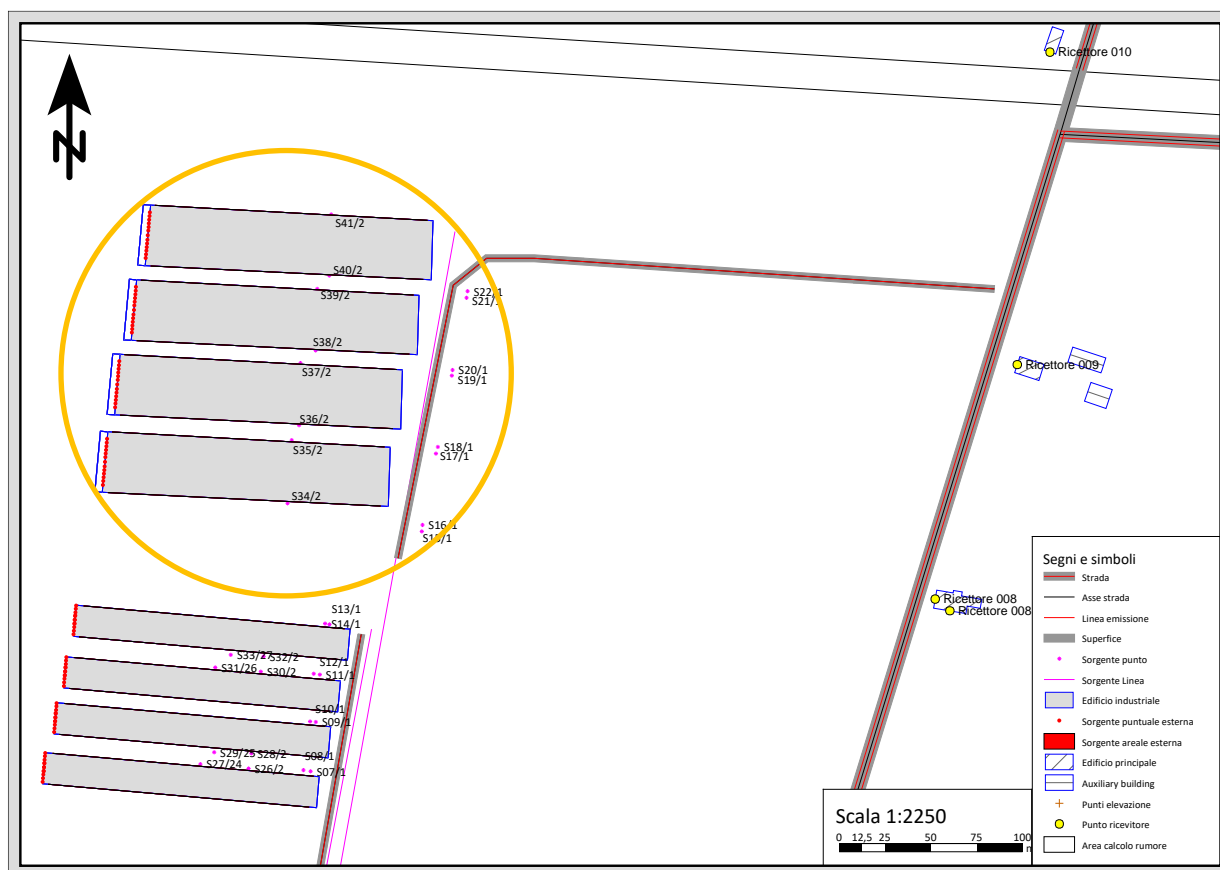 Ricettore 010
N
S41/2
S40/2
S39/2
S22/1
S21/1
S38/2
S37/2
S20/1
S19/1
Ricettore 009
S36/2
S35/2
S18/1
S17/1
S34/2
S16/1
S15/1
Segni e simboli
Strada
Asse strada
Linea emissione
Superfice
Sorgente punto
Sorgente Linea
Edificio industriale
Sorgente puntuale esterna
Sorgente areale esterna
Edificio principale
Auxiliary building
Punti elevazione
Punto ricevitore
Area calcolo rumore
Ricettore 008
Ricettore 008
S13/1
S14/1
S33/27
S32/2
S12/1
S31/26
S30/2
S11/1
S10/1
S09/1
S29/25
S28/2
S08/1
S27/24
S26/2
S07/1
Scala 1:2250
0 12,5 25 50 75 100
m